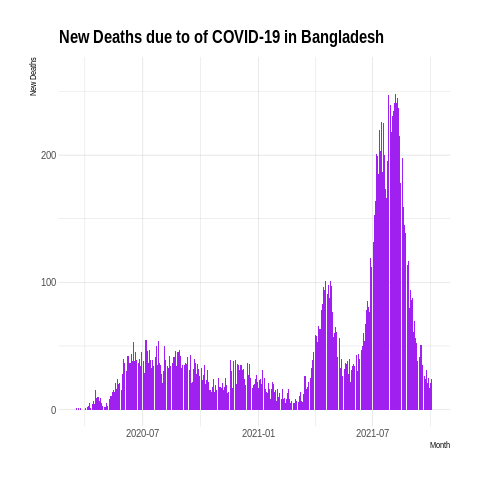 New Deaths due to of COVID-19 in Bangladesh
New Deaths
200
100
0
2020-07
2021-01
2021-07
Month